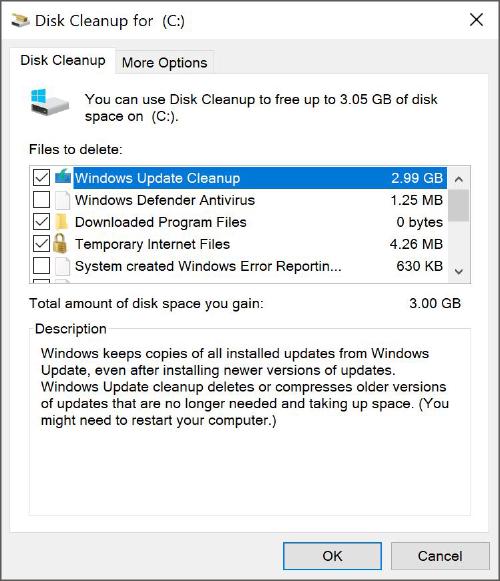 Disk Cleanup for (C:)
Disk Cleanup
More Options
You can use Disk Cleanup to free up to 3.05 GB of disk
space on (C:).
Files to delete:
Windows Update Cleanup 2.99 GB
Windows Defender Antivirus 1.25 MB
Downloaded Program Files 0 bytes
Temporary Internet Files 4.26 MB
System created Windows Error Reportin... 630 KB
Total amount of disk space you gain: 3.00 GB
Description
Windows keeps copies of all installed updates from Windows
Update, even after installing newer versions of updates.
Windows Update cleanup deletes or compresses older versions
of updates that are no longer needed and taking up space. (You
might need to restart your computer.)
OK
Cancel